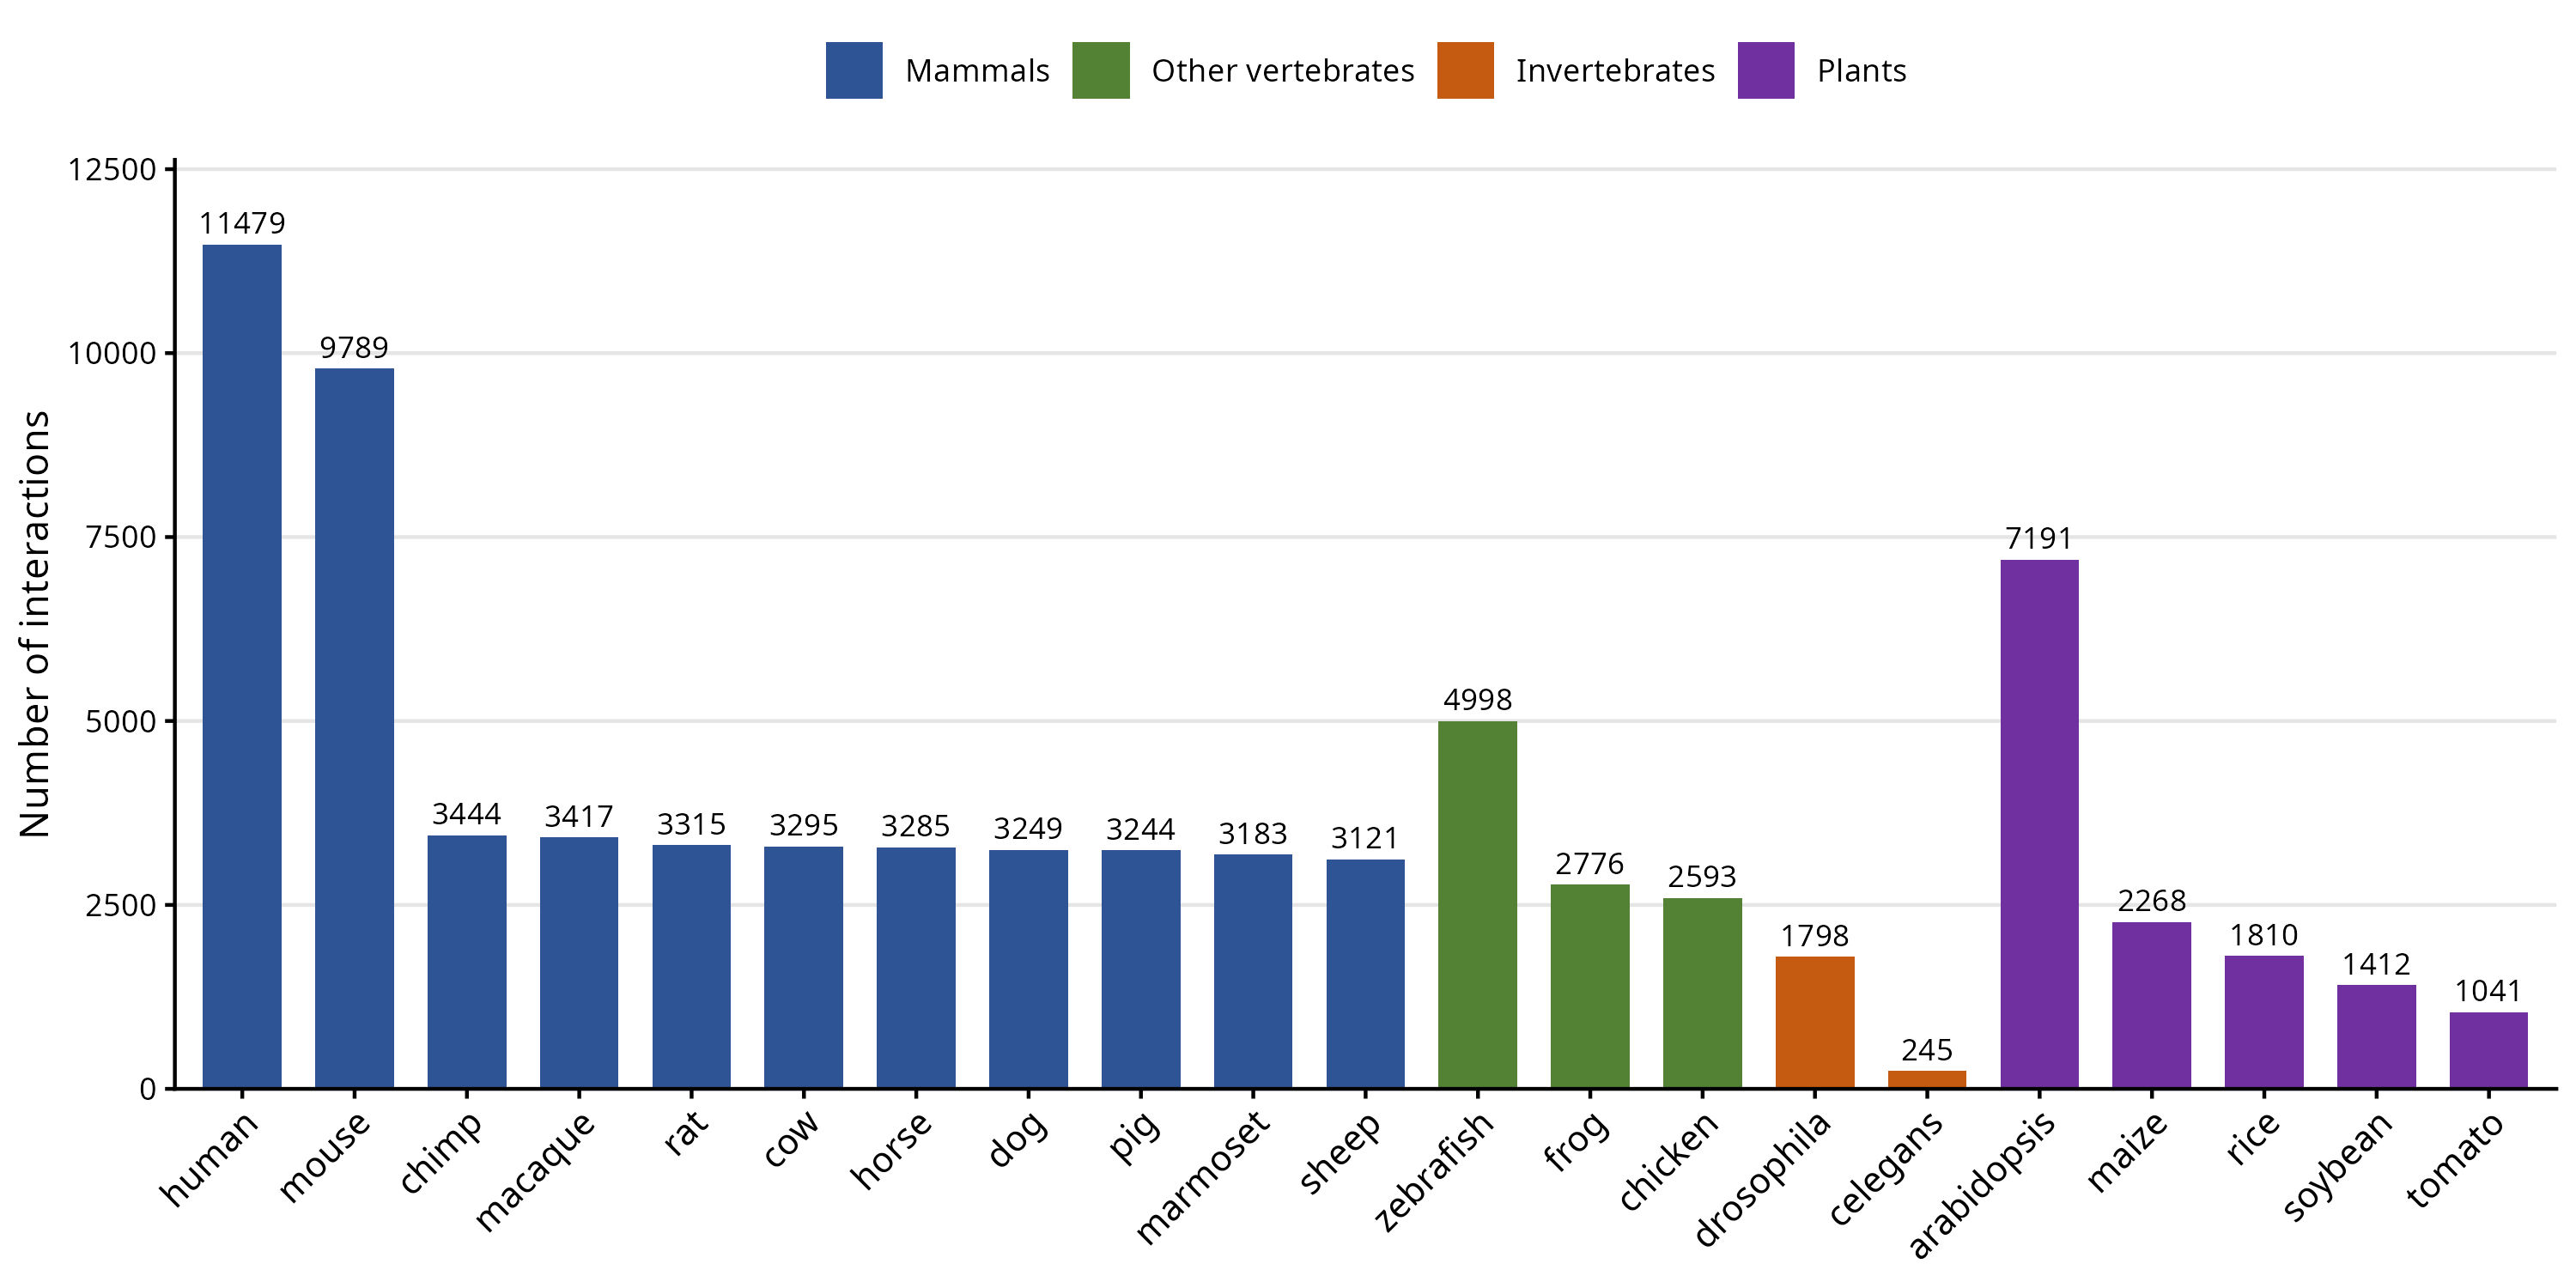 Mammals Other vertebrates Invertebrates Plants
Number of interactions
12500
10000
7500
5000
2500
0
11479
9789
3444
3417
3315
3295
3285
3249
3244
3183
3121
4998
2776
2593
1798
245
7191
2268
1810
1412
1041
human
mouse
chimp
macaque
rat
cow
horse
dog
pig
marmoset
sheep
zebrafish
frog
chicken
drosophila
celegans
arabidopsis
maize
rice
soybean
tomato